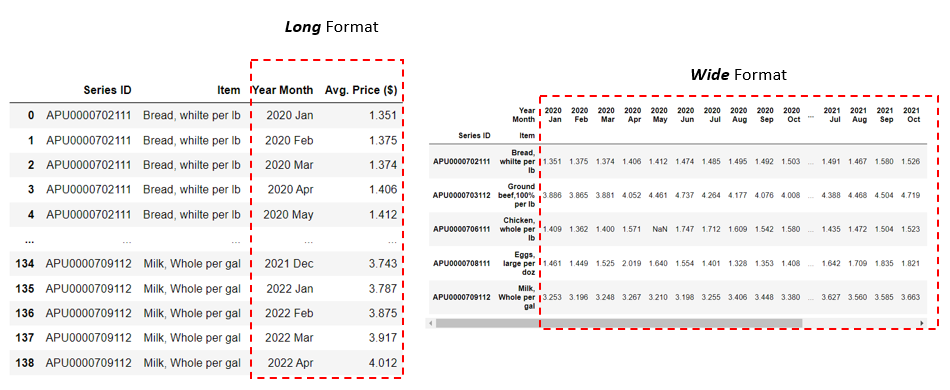 Long Format
Series ID Item Year Month Avg. Price ($)
0 APU0000702111 Bread, whilte per lb 2020 Jan 1.351
1 APU0000702111 Bread, whilte per lb 2020 Feb 1.375
2 APU0000702111 Bread, whilte per lb 2020 Mar 1.374
3 APU0000702111 Bread, whilte per lb 2020 Apr 1.406
4 APU0000702111 Bread, whilte per lb 2020 May 1.412
... ... ... ... ...
134 APU0000709112 Milk, Whole per gal 2021 Dec 3.743
135 APU0000709112 Milk, Whole per gal 2022 Jan 3.787
136 APU0000709112 Milk, Whole per gal 2022 Feb 3.875
137 APU0000709112 Milk, Whole per gal 2022 Mar 3.917
138 APU0000709112 Milk, Whole per gal 2022 Apr 4.012
Wide Format
Year 2020 2020 2020 2020 2020 2020 2020 2020 2020 2020 ... 2021 2021 2021 2021
Month Jan Feb Mar Apr May Jun Jul Aug Sep Oct Jul Aug Sep Oct
Series ID Item
Bread,
APU0000702111 whilte per 1.351 1.375 1.374 1.406 1.412 1.474 1.485 1.495 1.492 1.503 ... 1.491 1.467 1.580 1.526
lb
Ground
APU0000703112 beef,100% 3.886 3.865 3.881 4.052 4.461 4.737 4.264 4.177 4.076 4.008 ... 4.388 4.468 4.504 4.719
per lb
Chicken,
APU0000706111 whole per 1.409 1.362 1.400 1.571 NaN 1.747 1.712 1.609 1.542 1.580 ... 1.435 1.472 1.504 1.523
lb
Eggs,
APU0000708111 large per 1.461 1.449 1.525 2.019 1.640 1.554 1.401 1.328 1.353 1.408 ... 1.642 1.709 1.835 1.821
doz
Milk,
APU0000709112 Whole per 3.253 3.196 3.248 3.267 3.210 3.198 3.255 3.406 3.448 3.380 ... 3.627 3.560 3.585 3.663
gal